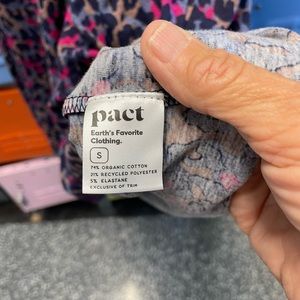 pact
Earth's Favorite
Clothing.
S
74% ORGANIC COTTON
21% RECYCLED POLYESTER
5% ELASTANE
EXCLUSIVE OF TRIM